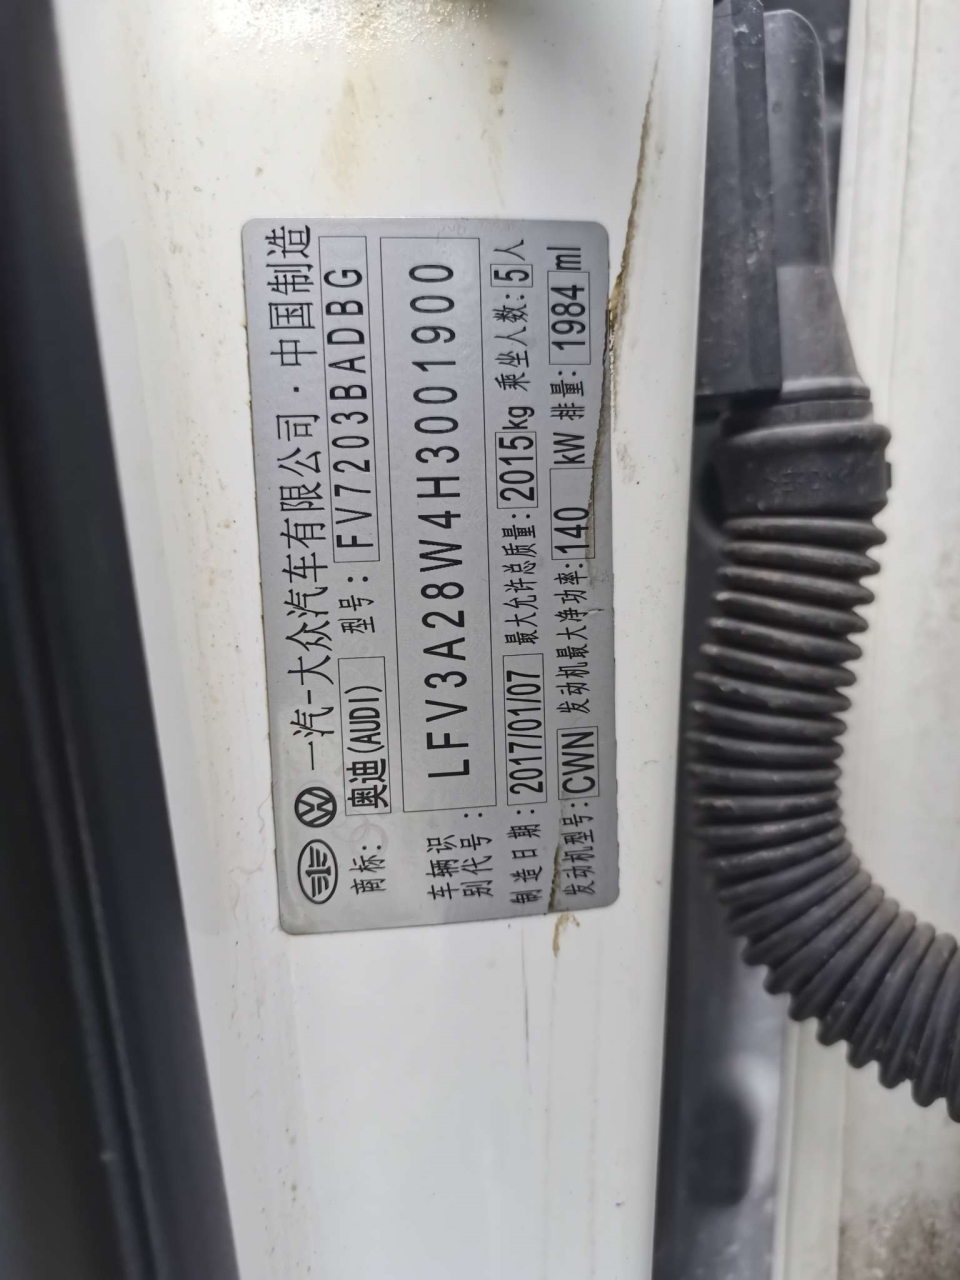 一汽-大众汽车有限公司·中国制造
商标: 奥迪(AUDI) 型号: FV7203BADBG
车辆识别代号: LFV3A28W4H3001900
制造日期: 2017/01/07 最大允许总质量: 2015kg 乘坐人数: 5人
发动机型号: CWN 发动机最大净功率: 140 kW 排量: 1984ml